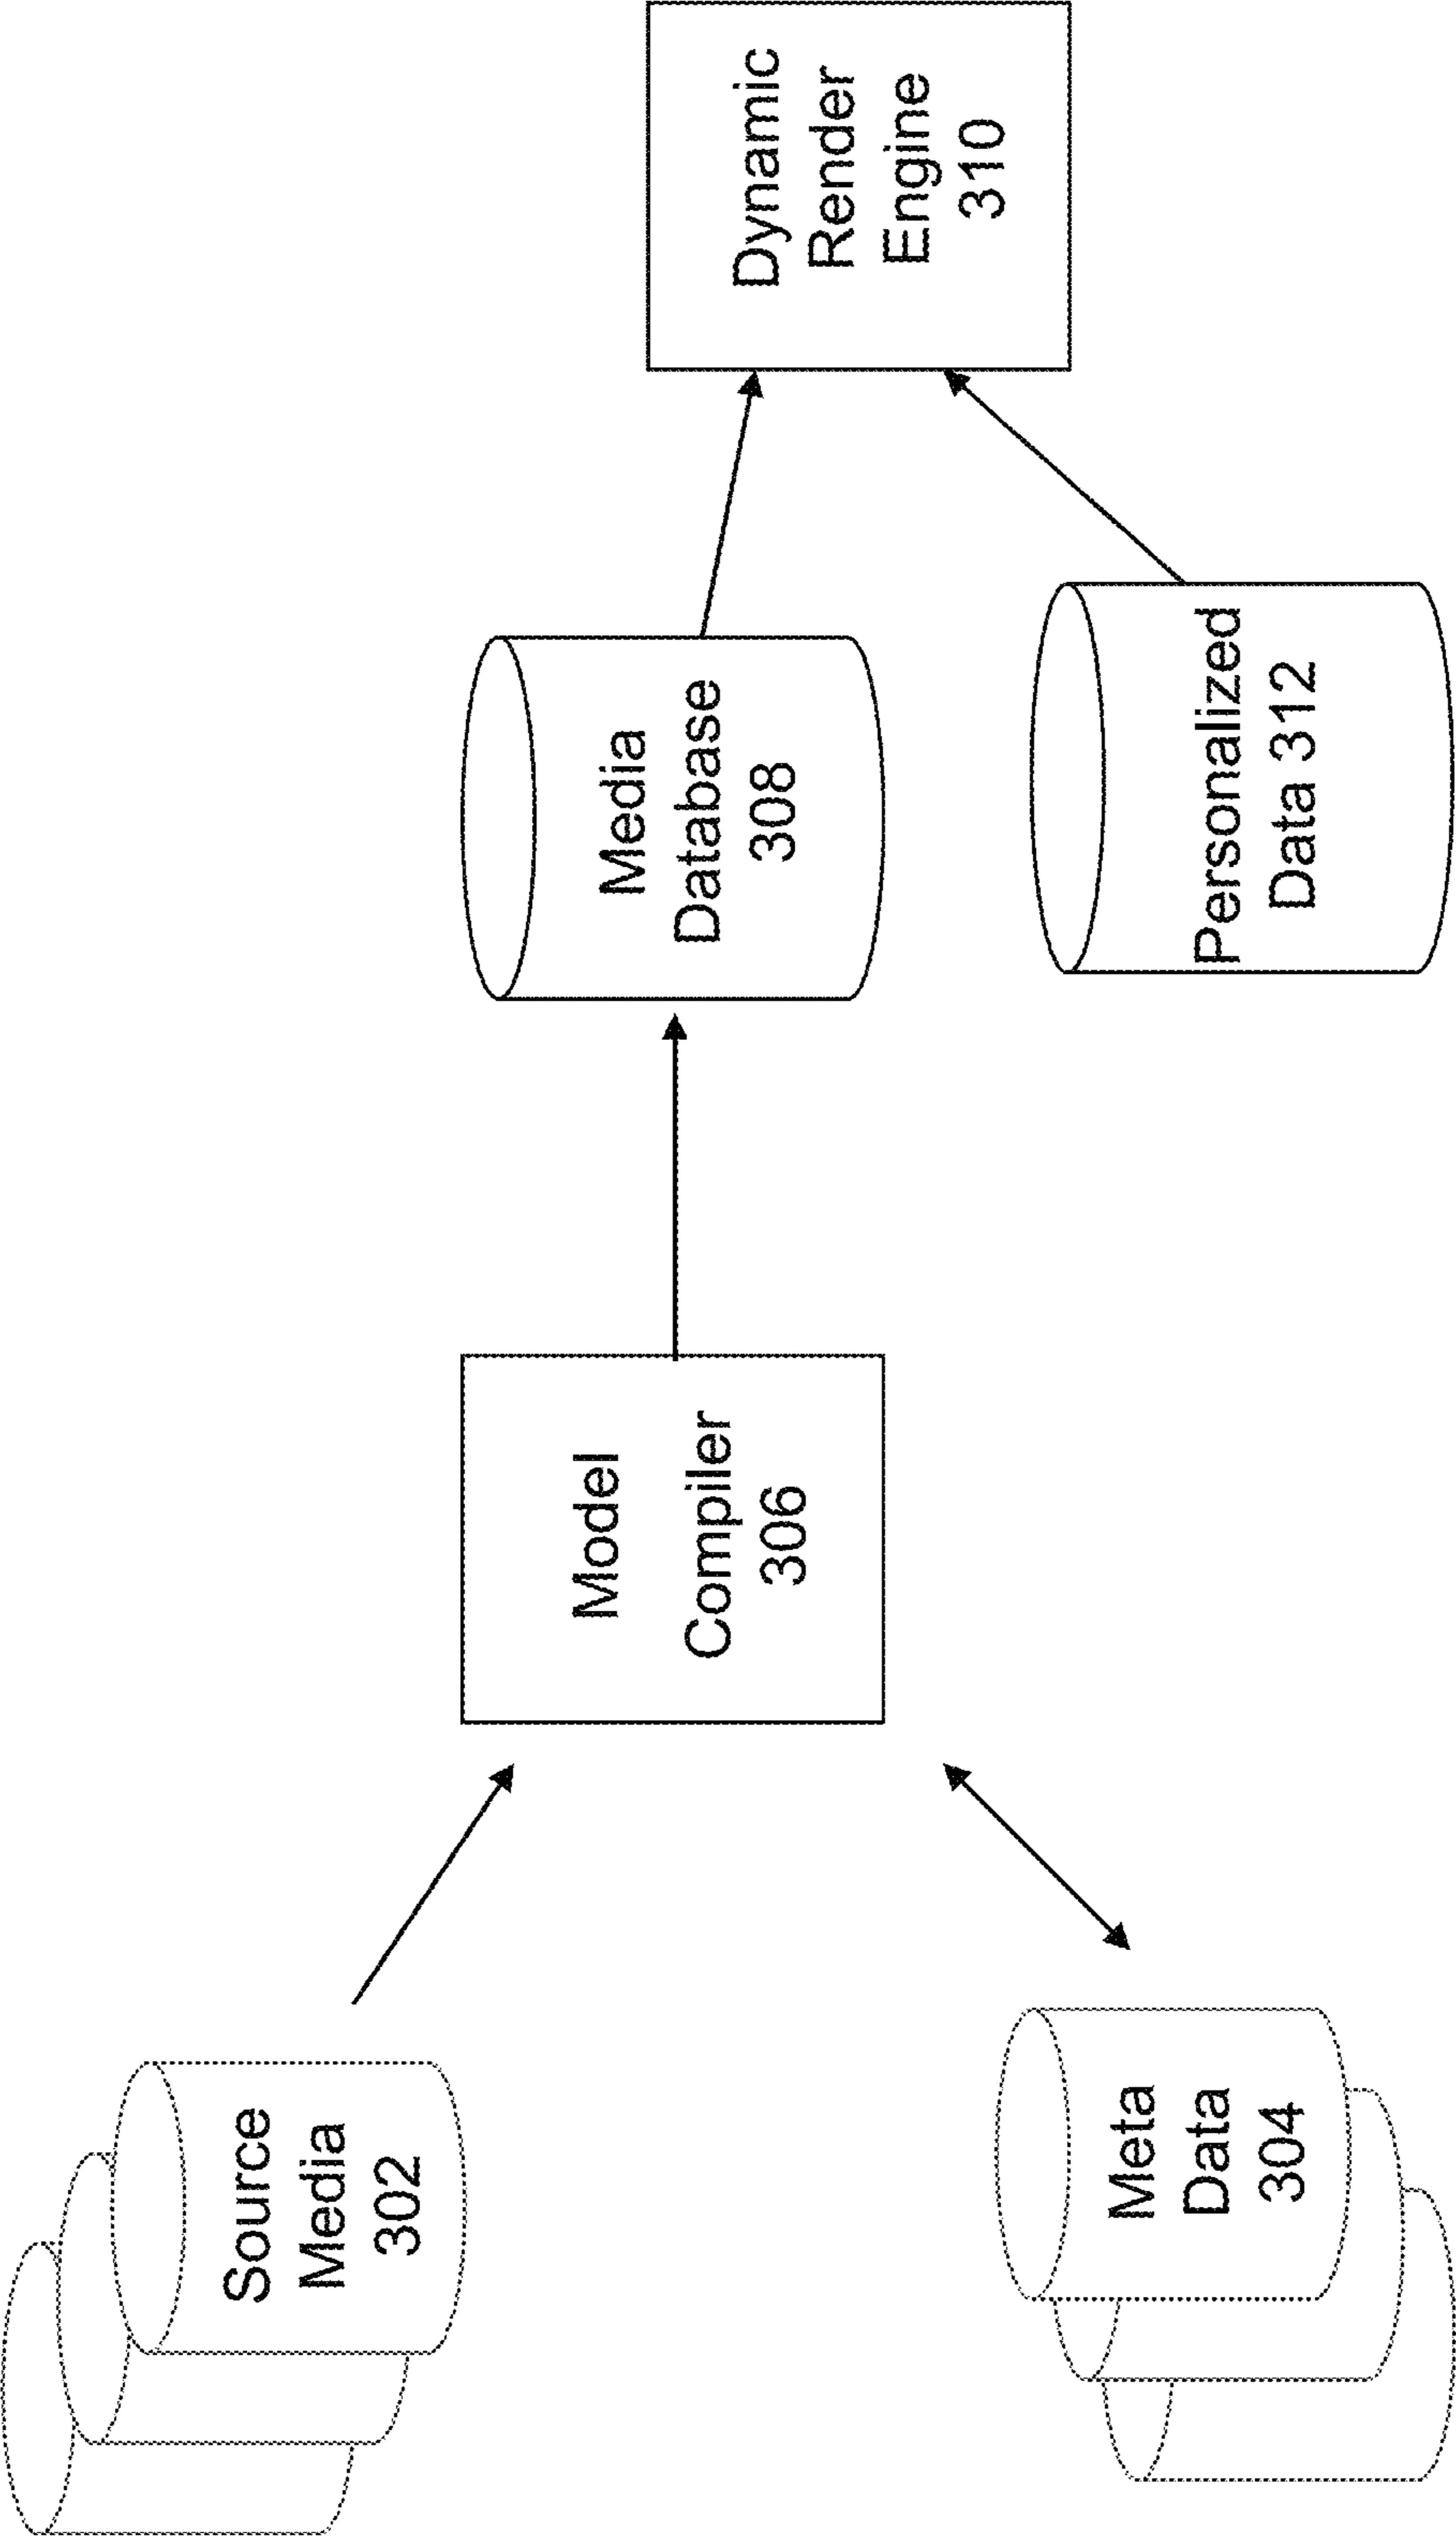 Source
Media
302
Meta
Data
304
Model
Compiler
306
Media
Database
308
Personalized
Data 312
Dynamic
Render
Engine
310